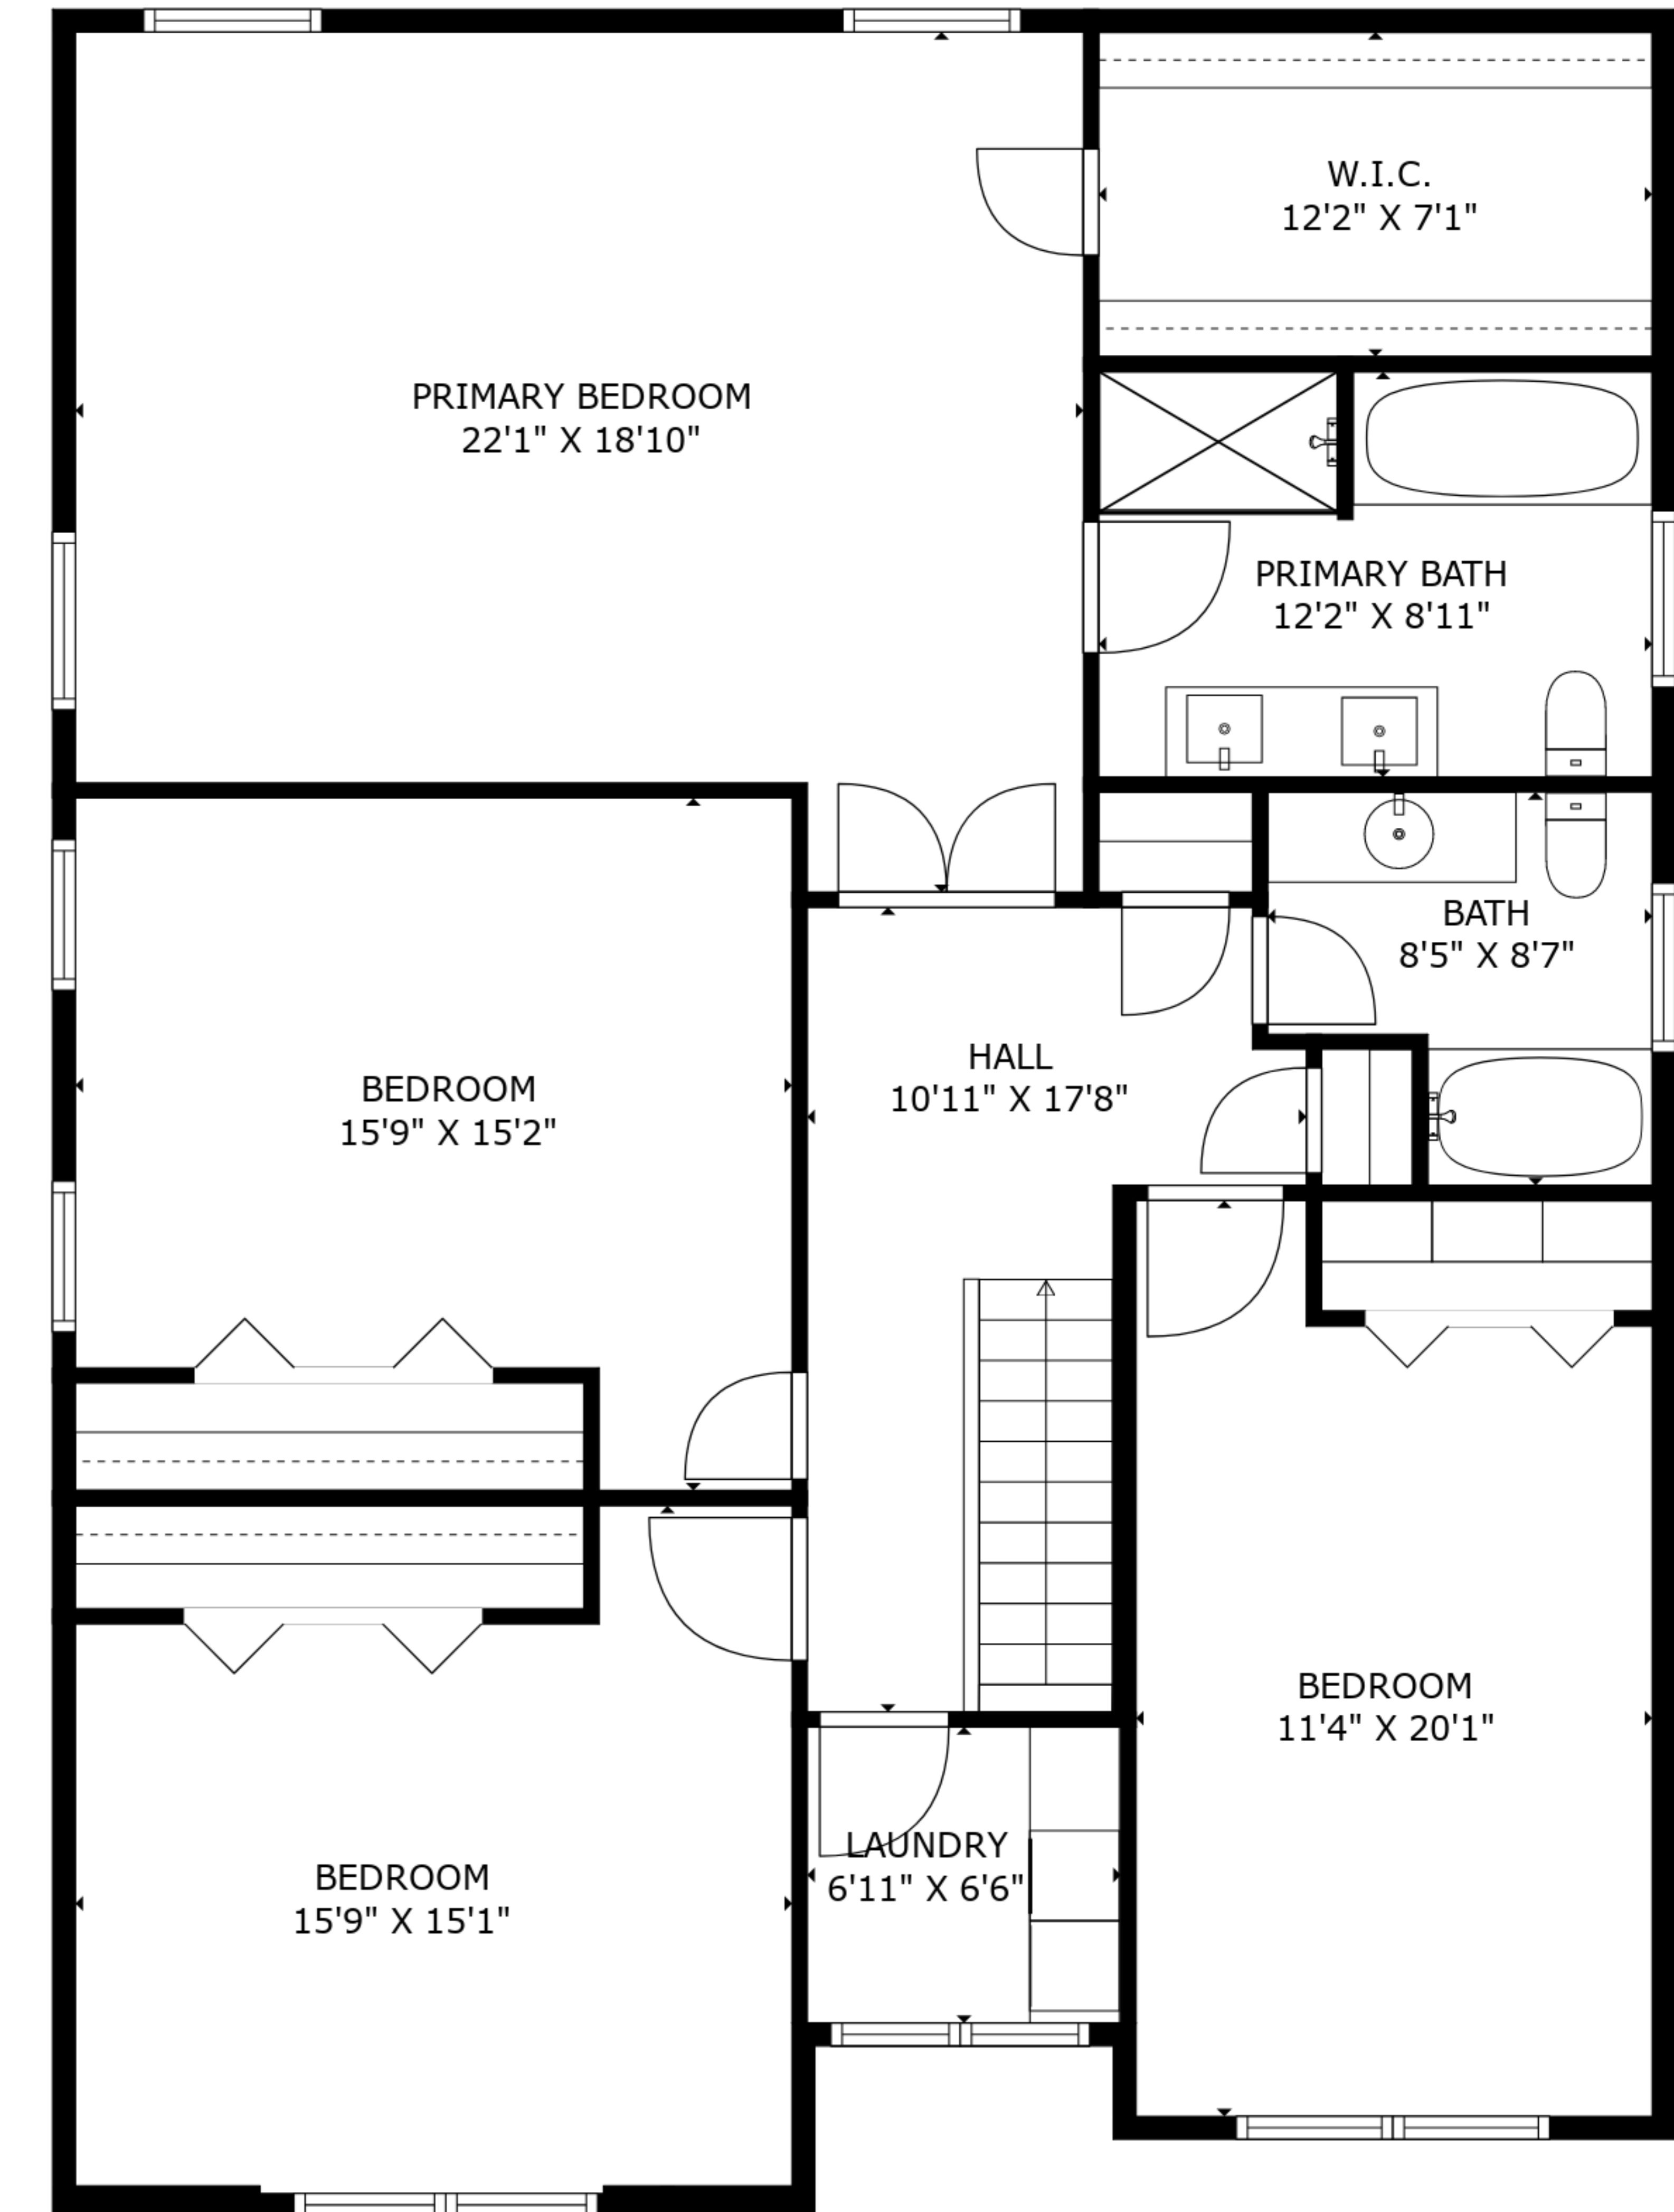 W.I.C.
12'2" X 7'1"
PRIMARY BEDROOM
22'1" X 18'10"
PRIMARY BATH
12'2" X 8'11"
BATH
8'5" X 8'7"
HALL
10'11" X 17'8"
BEDROOM
15'9" X 15'2"
BEDROOM
11'4" X 20'1"
LAUNDRY
6'11" X 6'6"
BEDROOM
15'9" X 15'1"